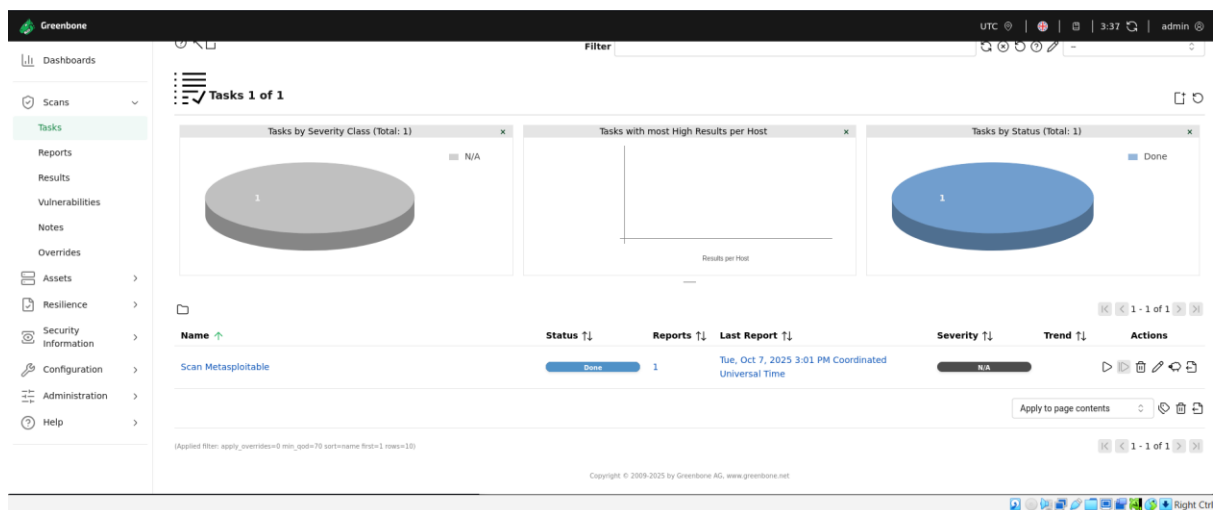 Greenbone
UTC
3:37
admin
Dashboards
Filter
--
Scans
Tasks
Reports
Results
Vulnerabilities
Notes
Overrides
Assets
Resilience
Security
Information
Configuration
Administration
Help
Tasks 1 of 1
Tasks by Severity Class (Total: 1)
×
N/A
1
Tasks with most High Results per Host
×
Results per Host
Tasks by Status (Total: 1)
×
Done
1
1 - 1 of 1
Name Status Reports Last Report Severity Trend Actions
Scan Metasploitable Done 1 Tue, Oct 7, 2025 3:01 PM Coordinated
Universal Time N/A
Apply to page contents
(Applied filter: apply_overrides=0 min_qod=70 sort=name first=1 rows=10)
1 - 1 of 1
Copyright © 2009-2025 by Greenbone AG, www.greenbone.net
Right Ctrl